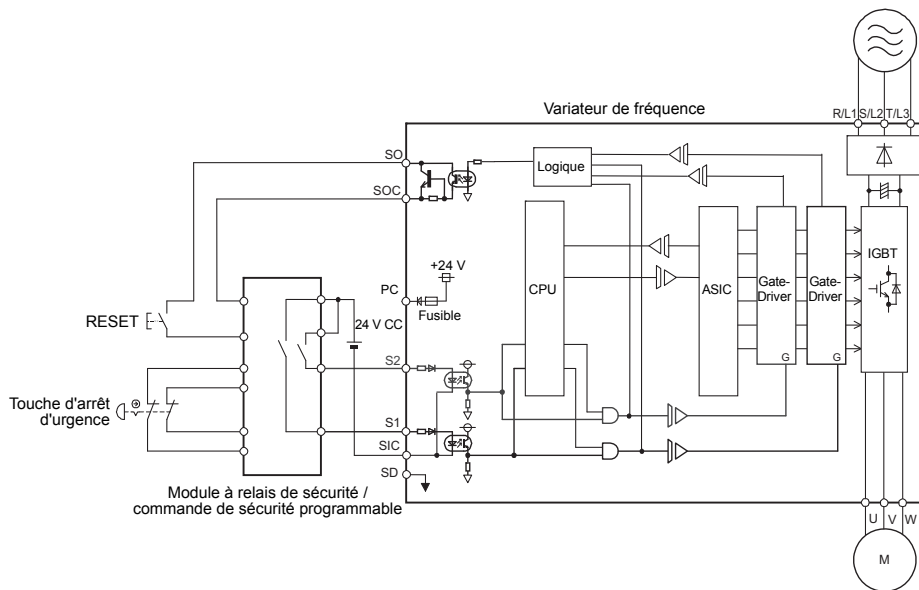 Variateur de fréquence
R/L1 S/L2 T/L3
SO
Logique
SOC
+24 V
IGBT
PC
CPU
ASIC
Gate-
Driver
Gate-
Driver
Fusible
RESET
24 V CC
S2
G
G
Touche d'arrêt
d'urgence
S1
SIC
SD
Module à relais de sécurité /
commande de sécurité programmable
U V W
M